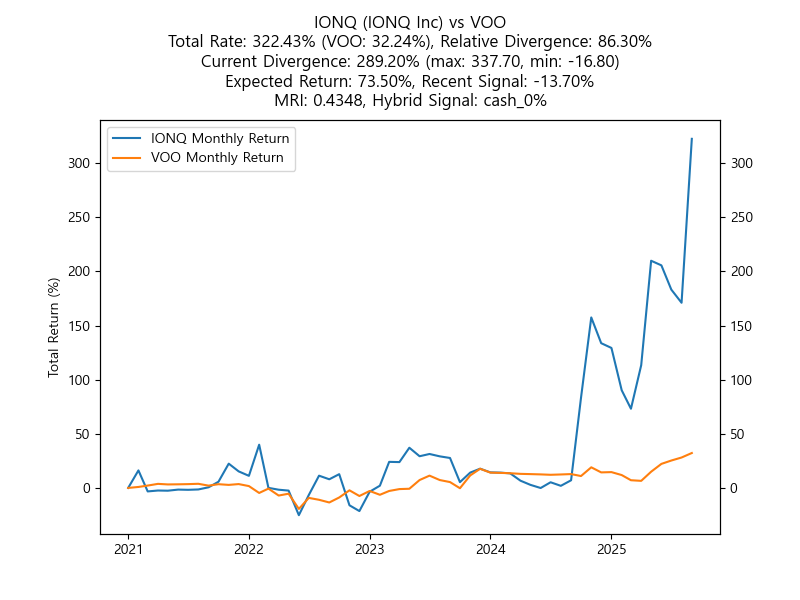 IONQ (IONQ Inc) vs VOO
Total Rate: 322.43% (VOO: 32.24%), Relative Divergence: 86.30%
Current Divergence: 289.20% (max: 337.70, min: -16.80)
Expected Return: 73.50%, Recent Signal: -13.70%
MRI: 0.4348, Hybrid Signal: cash_0%
IONQ Monthly Return
VOO Monthly Return
Total Return (%)
300
250
200
150
100
50
0
300
250
200
150
100
50
0
2021
2022
2023
2024
2025